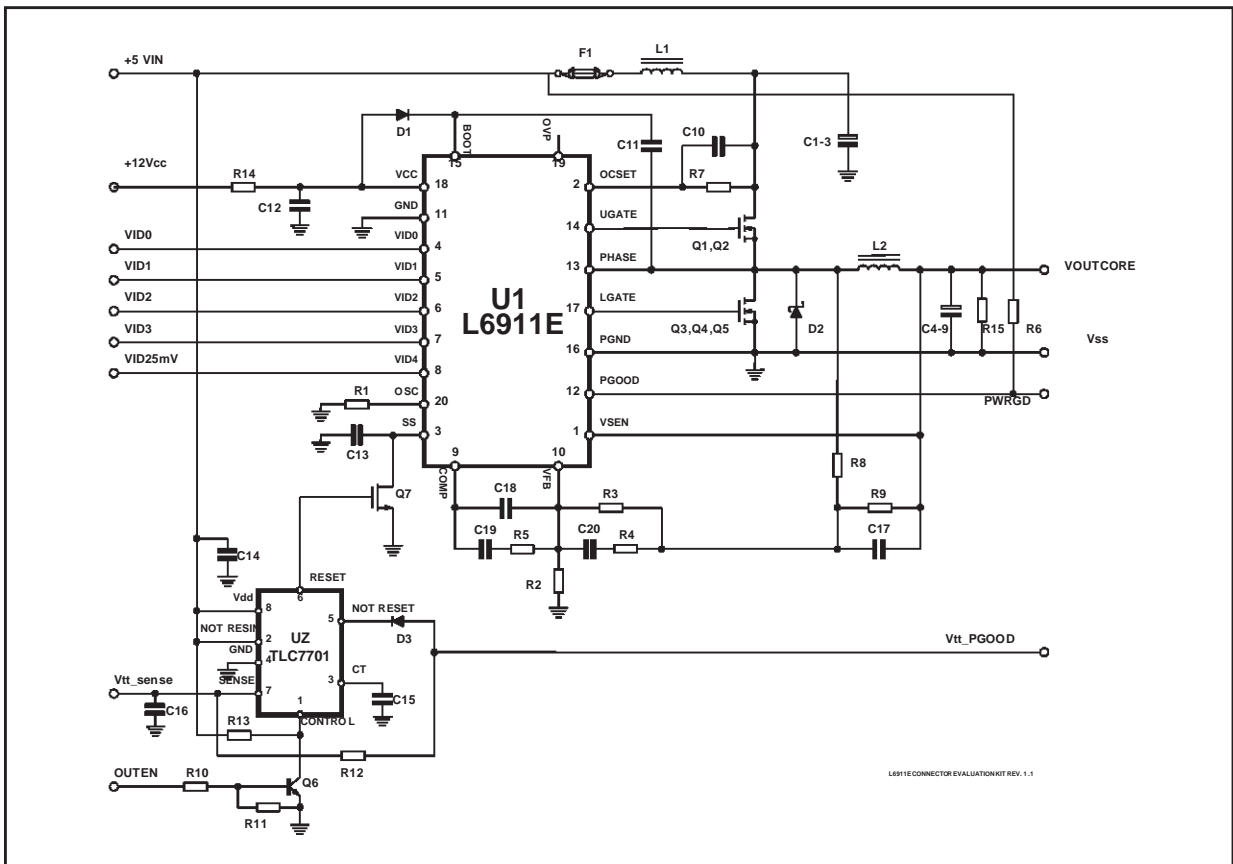 +5 VIN
F1
L1
D1
BOOT
15
OVP
19
C11
C10
C1-3
+12Vcc
R14
C12
VCC
18
2
OCSET
R7
GND
11
14
UGATE
Q1,Q2
VID0
VID0
4
13
PHASE
L2
VOUTCORE
VID1
VID1
5
U1
L6911E
17
LGATE
Q3,Q4,Q5
D2
C4-9
R15
R6
VID2
VID2
6
VID3
VID3
7
16
PGND
Vss
VID25mV
VID4
8
12
PGOOD
PWRGD
R1
OSC
20
C13
SS
3
1
VSEN
9
COMP
10
VFB
R8
Q7
C18
R3
R9
C19
R5
C20
R4
C17
R2
C14
RESET
6
Vdd
8
UZ
TLC7701
5
NOT RESET
D3
NOT RESIN
2
GND
4
Vtt_PGOOD
Vtt_sense
SENSE
7
3
CT
C15
C16
1
CONTROL
R13
R12
OUTEN
R10
Q6
R11
L6911E CONNECTOR EVALUATION KIT REV. 1.1